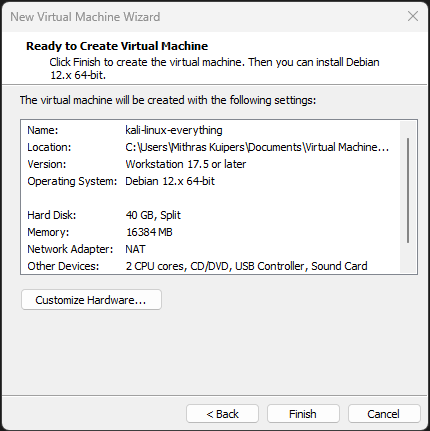 New Virtual Machine Wizard
Ready to Create Virtual Machine
Click Finish to create the virtual machine. Then you can install Debian
12.x 64-bit.
The virtual machine will be created with the following settings:
Name: kali-linux-everything
Location: C:\Users\Mithras Kuipers\Documents\Virtual Machine...
Version: Workstation 17.5 or later
Operating System: Debian 12.x 64-bit
Hard Disk: 40 GB, Split
Memory: 16384 MB
Network Adapter: NAT
Other Devices: 2 CPU cores, CD/DVD, USB Controller, Sound Card
Customize Hardware...
< Back Finish Cancel